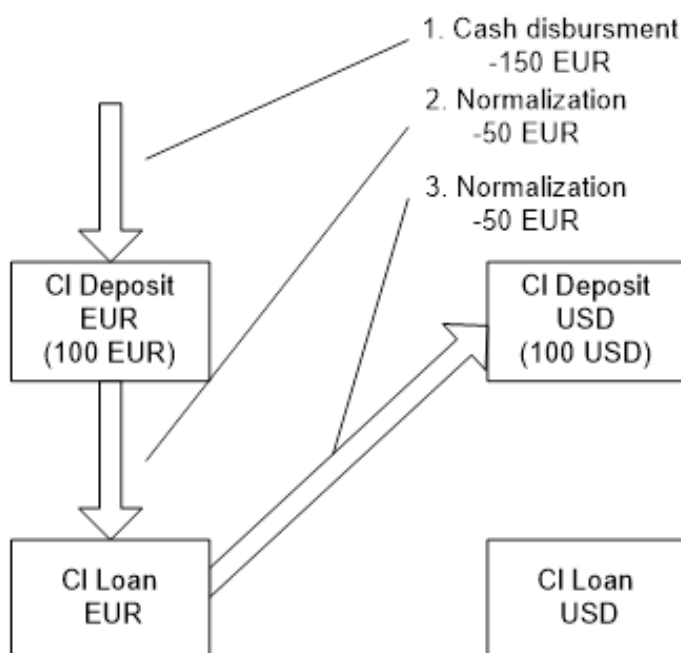 1. Cash disbursment
-150 EUR
2. Normalization
-50 EUR
3. Normalization
-50 EUR
CI Deposit
EUR
(100 EUR)
CI Deposit
USD
(100 USD)
CI Loan
EUR
CI Loan
USD